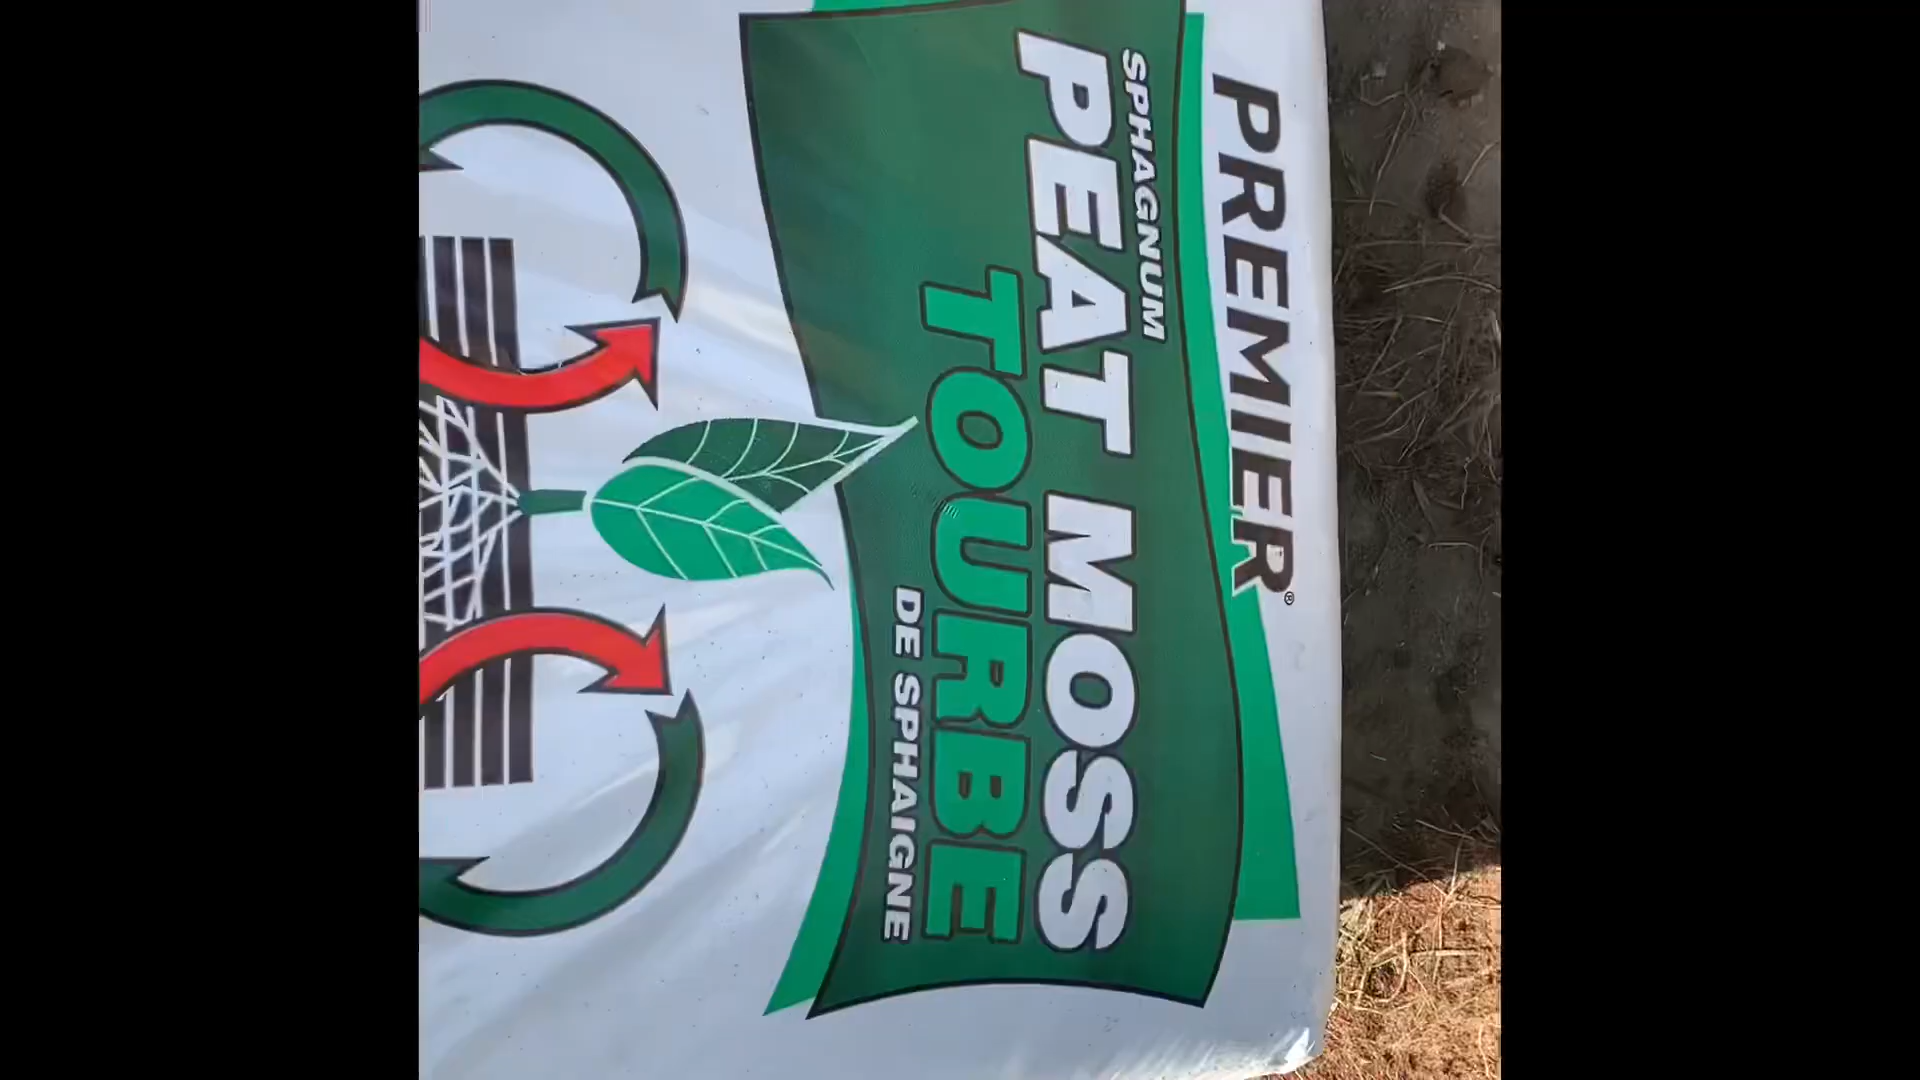 PREMIER®
SPHAGNUM
PEAT MOSS
TOURBE
DE SPHAIGNE